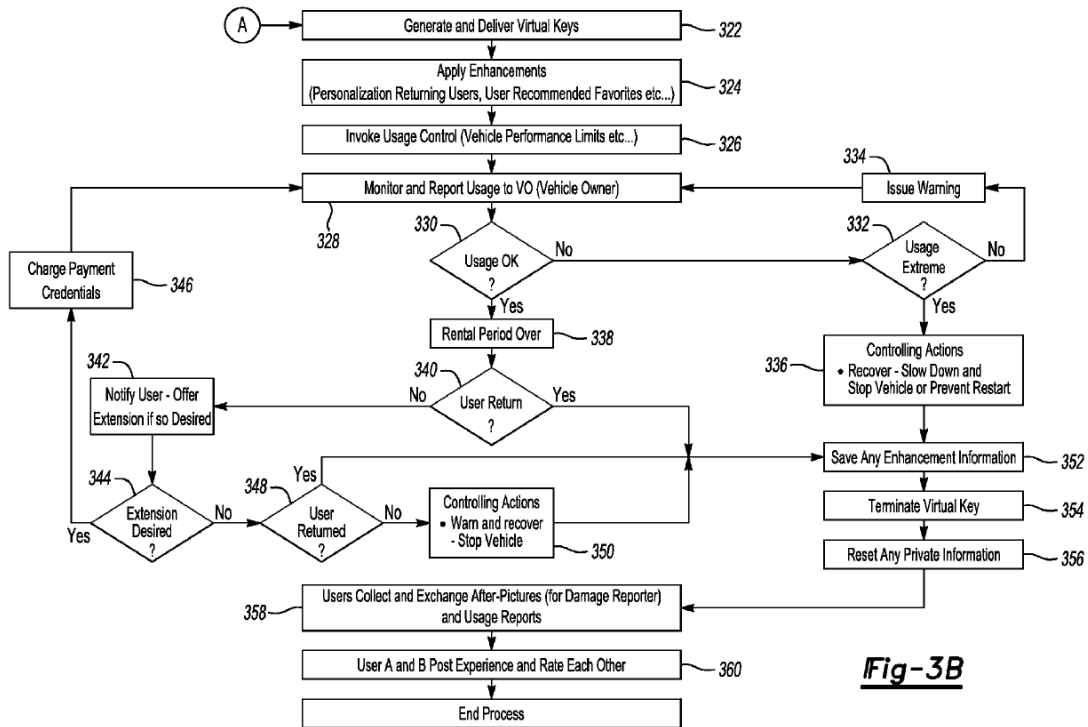 A
Generate and Deliver Virtual Keys
322
Apply Enhancements
(Personalization Returning Users, User Recommended Favorites etc...)
324
Invoke Usage Control (Vehicle Performance Limits etc...)
326
334
Issue Warning
Monitor and Report Usage to VO (Vehicle Owner)
328
330
Usage OK
?
No
Yes
332
Usage
Extreme
?
No
Yes
Charge Payment
Credentials
346
Rental Period Over
338
342
Notify User - Offer
Extension if so Desired
340
User Return
?
No
Yes
336
Controlling Actions
• Recover - Slow Down and
Stop Vehicle or Prevent Restart
344
Extension
Desired
?
Yes
No
348
User
Returned
?
Yes
No
Controlling Actions
• Warn and recover
- Stop Vehicle
350
Save Any Enhancement Information
352
Terminate Virtual Key
354
Reset Any Private Information
356
358
Users Collect and Exchange After-Pictures (for Damage Reporter)
and Usage Reports
User A and B Post Experience and Rate Each Other
360
End Process
Fig-3B